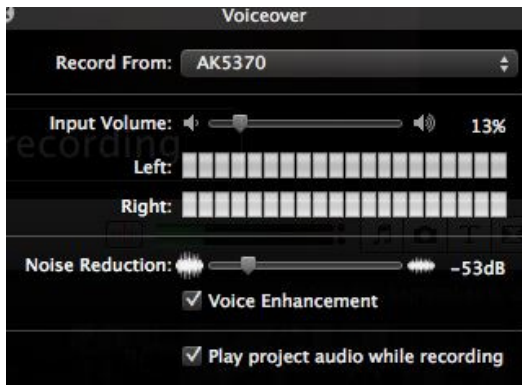 Voiceover
Record From: AK5370
Input Volume: 13%
recording
Left:
Right:
Noise Reduction: -53dB
Voice Enhancement
Play project audio while recording